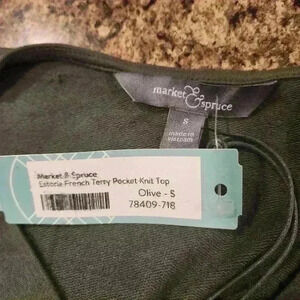 market & spruce
S
made in
vietnam
Market & Spruce
Estoria French Terry Pocket Knit Top
Olive - S
78409-718